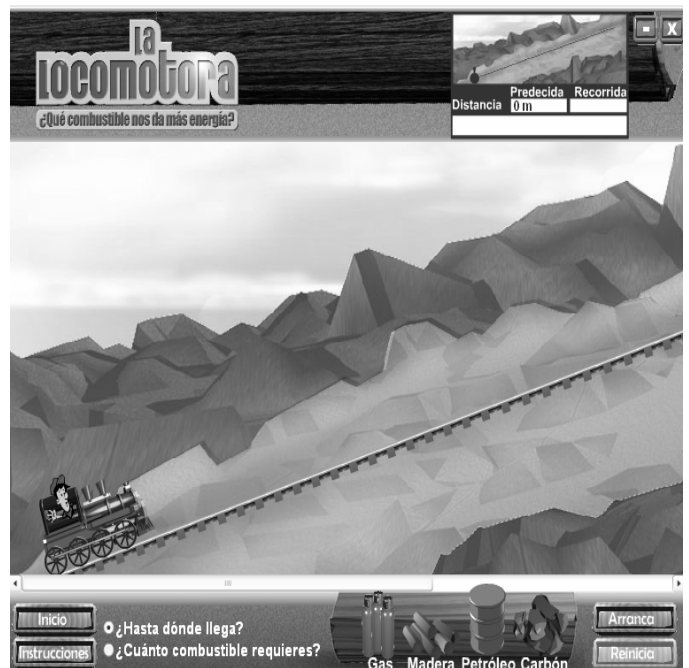 La
Locomotora
¿Qué combustible nos da más energía?
- X
Predecida Recorrida
Distancia 0 m
Inicio
Instrucciones
¿Hasta dónde llega?
¿Cuánto combustible requieres?
Gas Madera Petróleo Carbón
Arranca
Reinicia